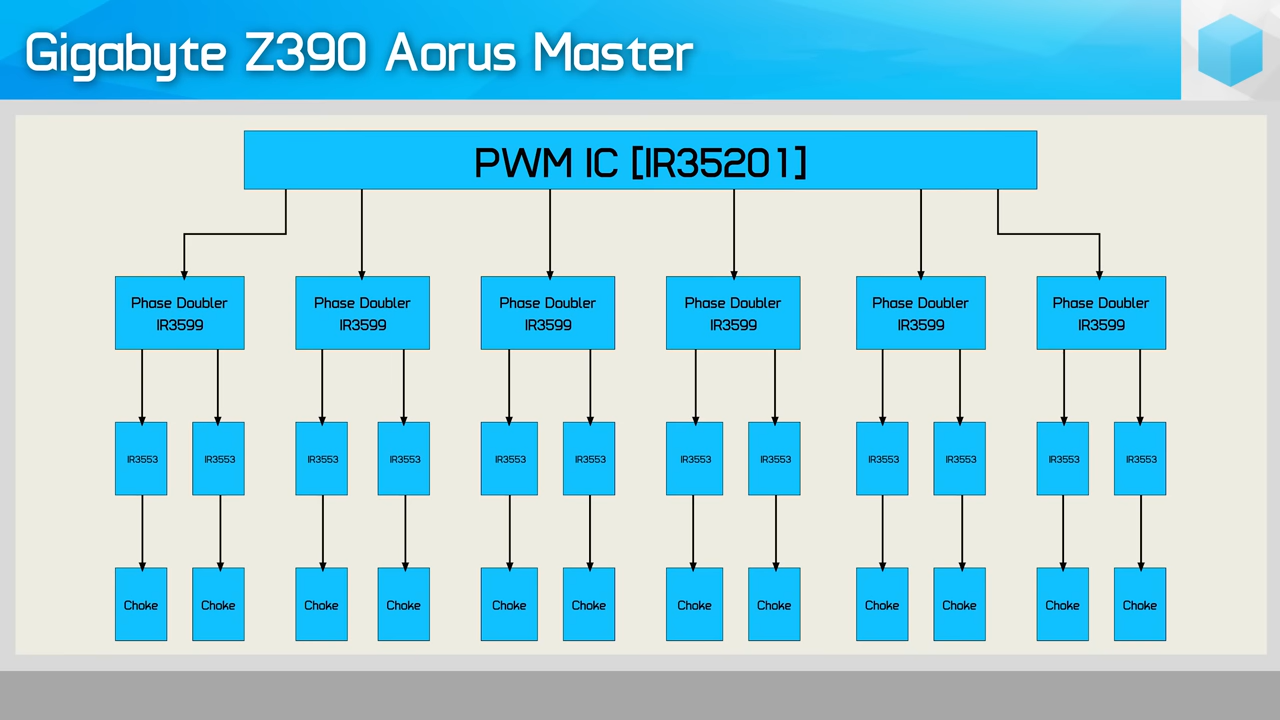 Gigabyte Z390 Aorus Master
PWM IC [IR35201]
Phase Doubler
IR3599
Phase Doubler
IR3599
Phase Doubler
IR3599
Phase Doubler
IR3599
Phase Doubler
IR3599
Phase Doubler
IR3599
IR3553
IR3553
IR3553
IR3553
IR3553
IR3553
IR3553
IR3553
IR3553
IR3553
IR3553
IR3553
Choke
Choke
Choke
Choke
Choke
Choke
Choke
Choke
Choke
Choke
Choke
Choke